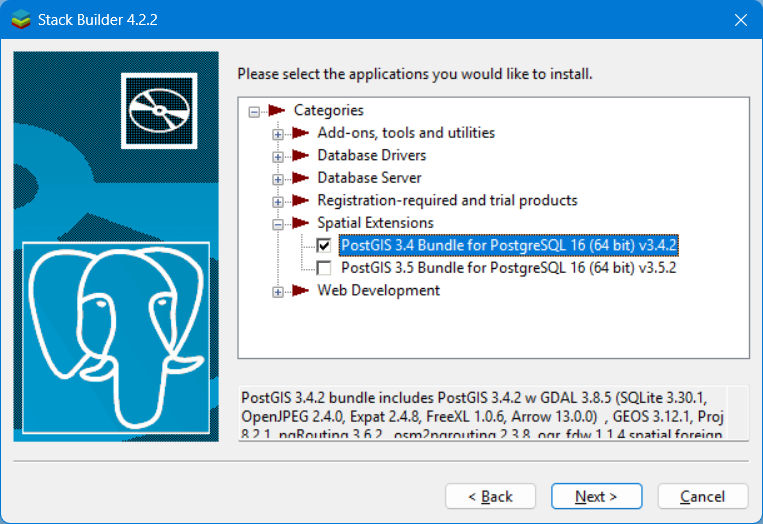 Stack Builder 4.2.2
Please select the applications you would like to install.
Categories
Add-ons, tools and utilities
Database Drivers
Database Server
Registration-required and trial products
Spatial Extensions
PostGIS 3.4 Bundle for PostgreSQL 16 (64 bit) v3.4.2
PostGIS 3.5 Bundle for PostgreSQL 16 (64 bit) v3.5.2
Web Development
PostGIS 3.4.2 bundle includes PostGIS 3.4.2 w GDAL 3.8.5 (SQLite 3.30.1,
OpenJPEG 2.4.0, Expat 2.4.8, FreeXL 1.0.6, Arrow 13.0.0) , GEOS 3.12.1, Proj
8.2.1, pgRouting 3.6.2, osm2pgrouting 2.3.8, ogr_fdw 1.1.4 spatial foreign
< Back
Next >
Cancel